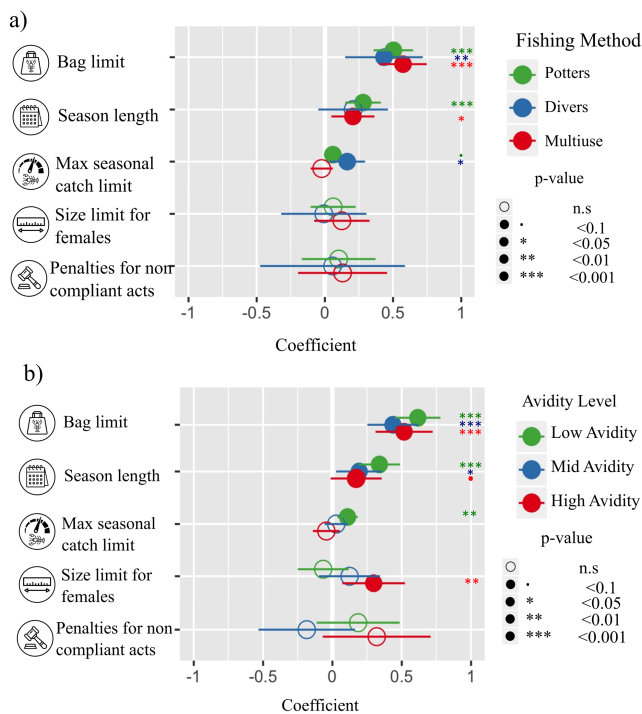 a)
Fishing Method
Bag limit
***
**
***
Potters
Divers
Multiuse
Season length
***
*
Max seasonal
catch limit
.
*
Size limit for
females
Penalties for non
compliant acts
p-value
n.s
. <0.1
* <0.05
** <0.01
*** <0.001
-1 -0.5 0 0.5 1
Coefficient
b)
Avidity Level
Bag limit
***
***
***
Low Avidity
Mid Avidity
High Avidity
Season length
***
*
•
Max seasonal
catch limit
**
Size limit for
females
**
Penalties for non
compliant acts
p-value
n.s
. <0.1
* <0.05
** <0.01
*** <0.001
-1 -0.5 0 0.5 1
Coefficient